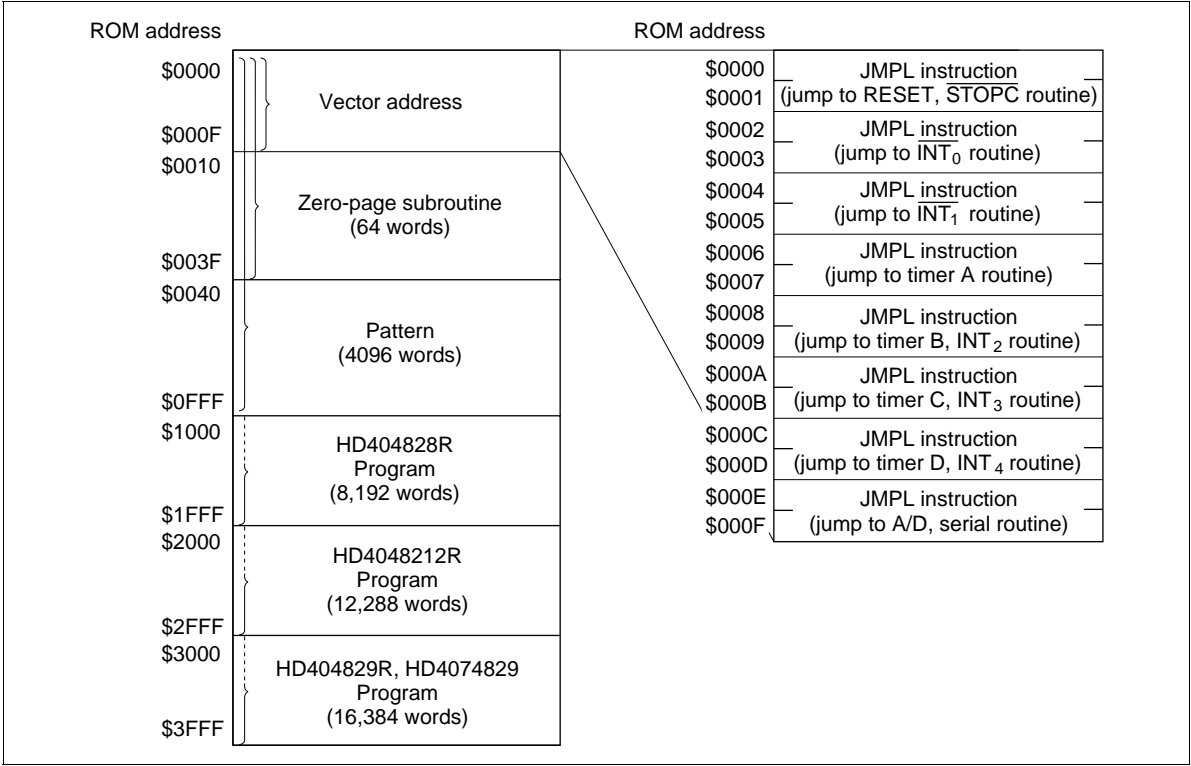 ROM address
$0000
Vector address
$000F
$0010
Zero-page subroutine
(64 words)
$003F
$0040
Pattern
(4096 words)
$0FFF
$1000
HD404828R
Program
(8,192 words)
$1FFF
$2000
HD4048212R
Program
(12,288 words)
$2FFF
$3000
HD404829R, HD4074829
Program
(16,384 words)
$3FFF
ROM address
$0000
JMPL instruction
$0001
(jump to RESET, STOPC routine)
$0002
JMPL instruction
(jump to INT0 routine)
$0003
$0004
JMPL instruction
(jump to INT1 routine)
$0005
$0006
JMPL instruction
(jump to timer A routine)
$0007
$0008
JMPL instruction
$0009
(jump to timer B, INT2 routine)
$000A
JMPL instruction
$000B
(jump to timer C, INT3 routine)
$000C
JMPL instruction
$000D
(jump to timer D, INT4 routine)
$000E
JMPL instruction
$000F
(jump to A/D, serial routine)